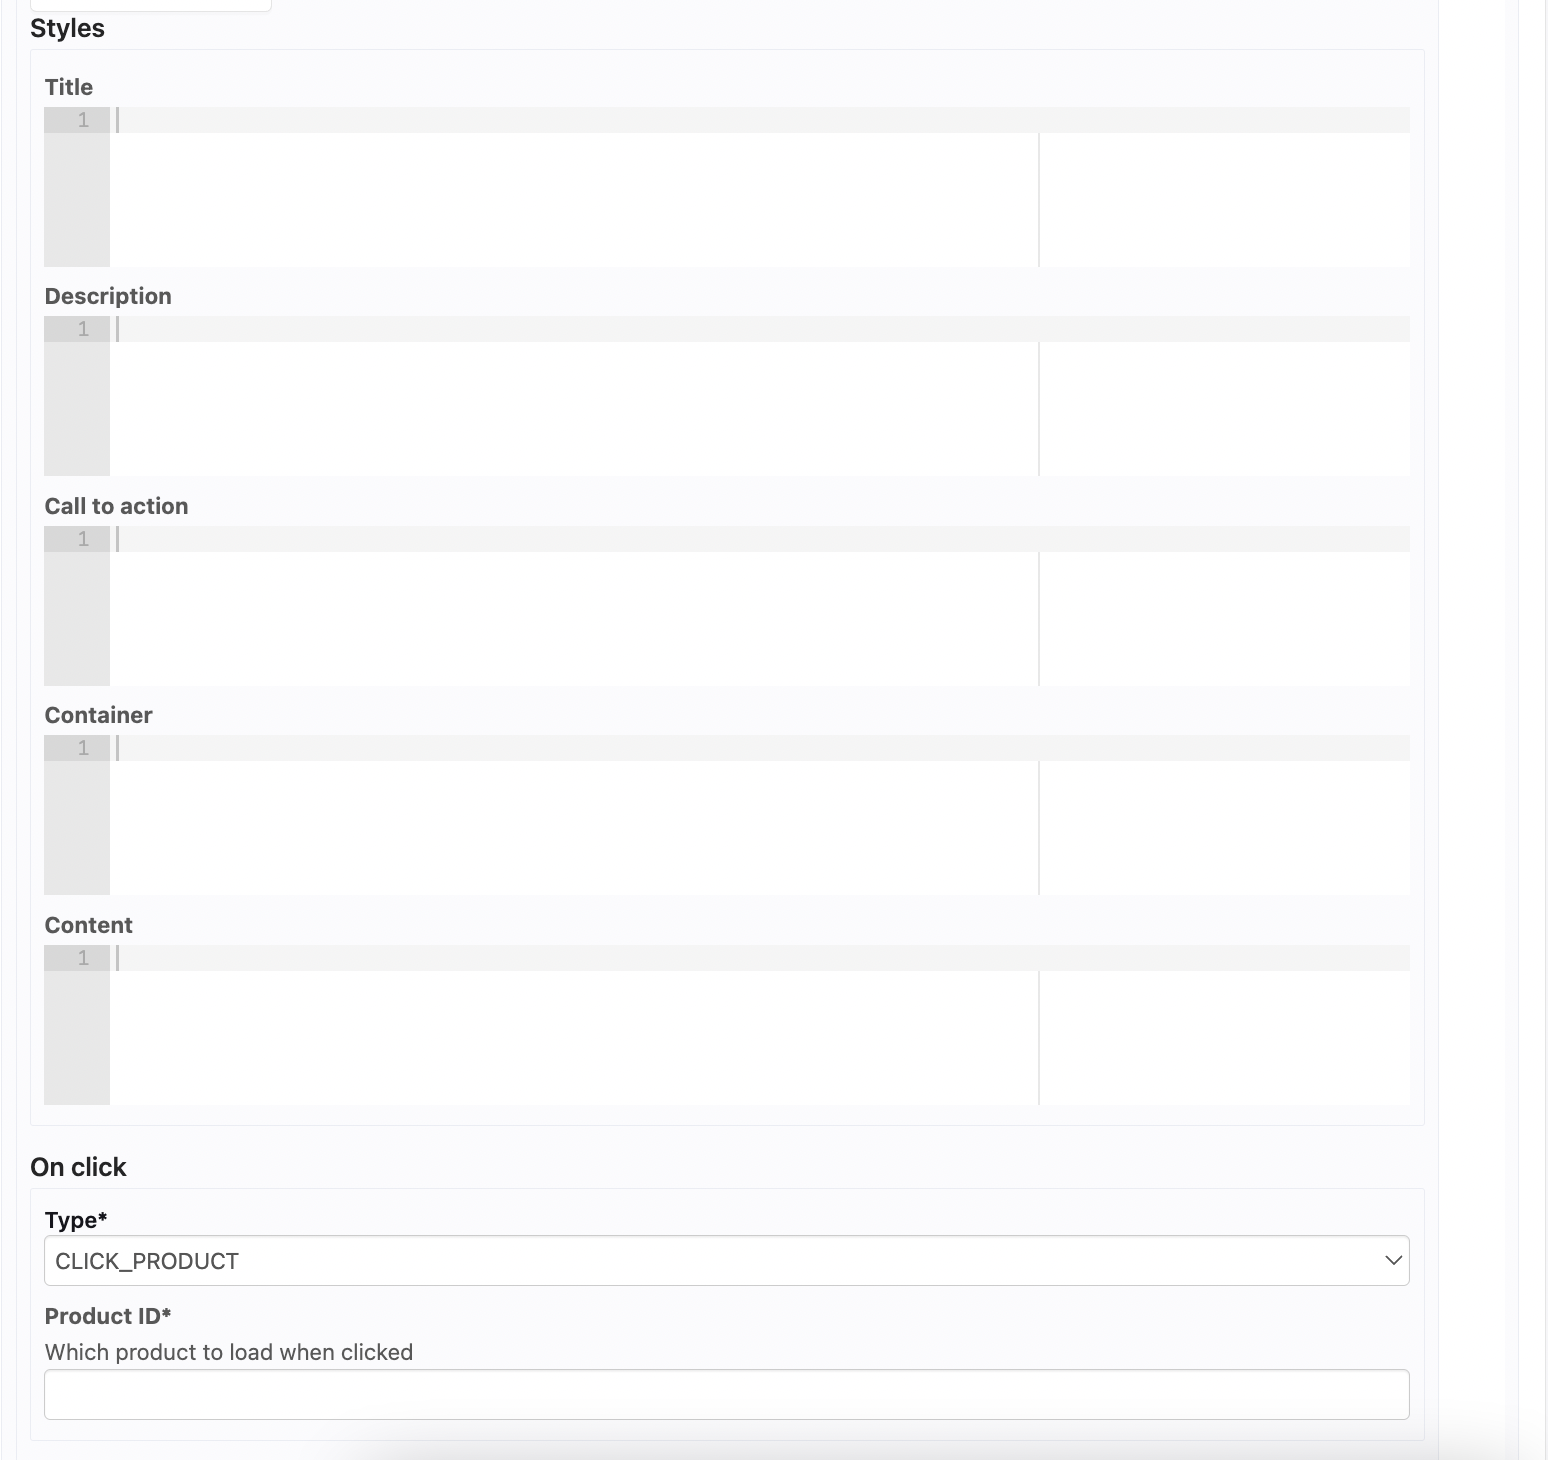 Styles
Title
1
Description
1
Call to action
1
Container
1
Content
1
On click
Type*
CLICK_PRODUCT
Product ID*
Which product to load when clicked